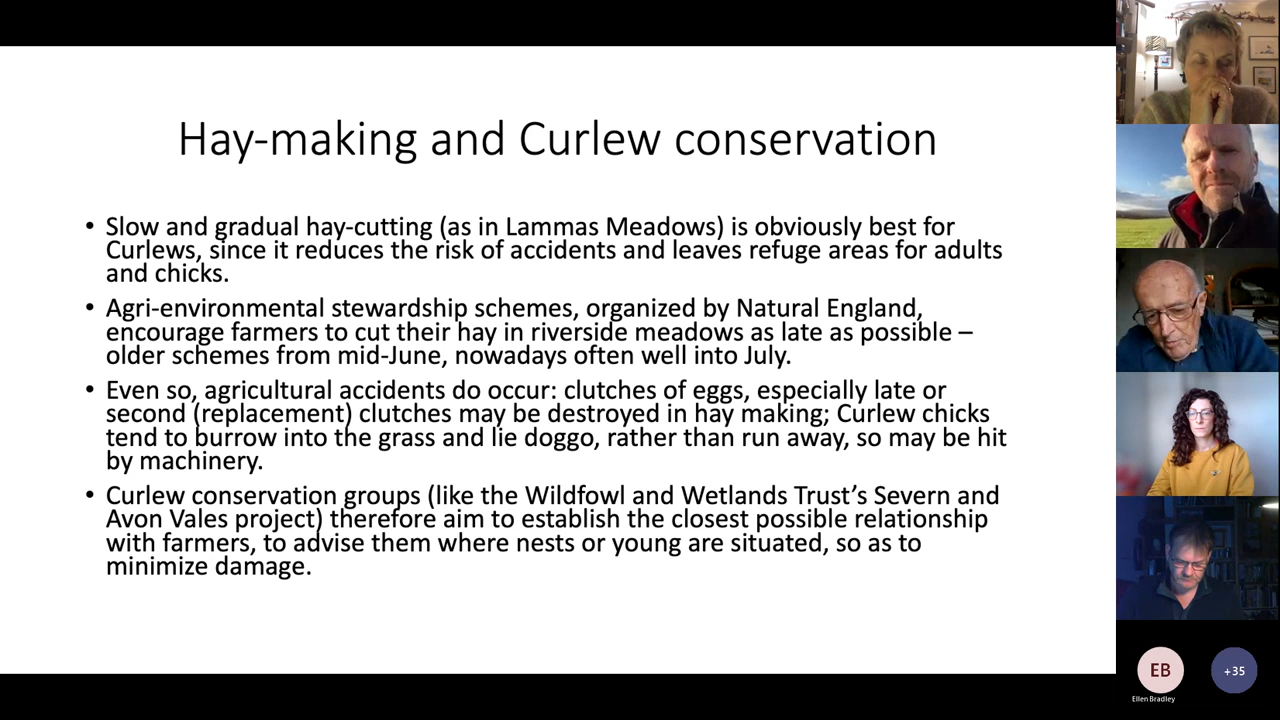 Hay-making and Curlew conservation
• Slow and gradual hay-cutting (as in Lammas Meadows) is obviously best for
Curlews, since it reduces the risk of accidents and leaves refuge areas for adults
and chicks.
• Agri-environmental stewardship schemes, organized by Natural England,
encourage farmers to cut their hay in riverside meadows as late as possible –
older schemes from mid-June, nowadays often well into July.
• Even so, agricultural accidents do occur: clutches of eggs, especially late or
second (replacement) clutches may be destroyed in hay making; Curlew chicks
tend to burrow into the grass and lie doggo, rather than run away, so may be hit
by machinery.
• Curlew conservation groups (like the Wildfowl and Wetlands Trust’s Severn and
Avon Vales project) therefore aim to establish the closest possible relationship
with farmers, to advise them where nests or young are situated, so as to
minimize damage.
EB
+35
Ellen Bradley